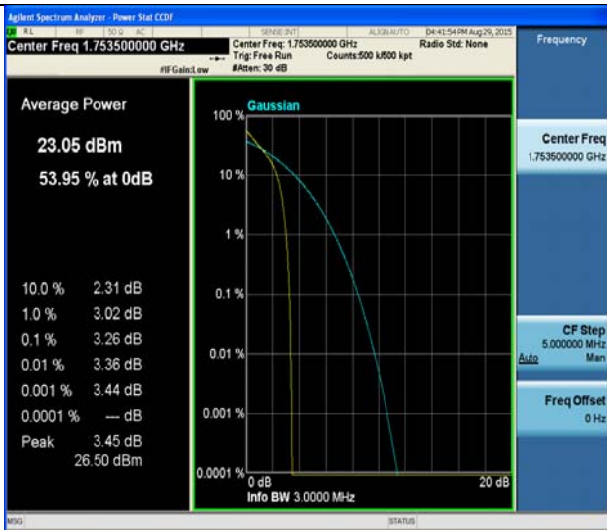 Agilent Spectrum Analyzer - Power Stat CCDF
RL RF 50 Ω AC SENSE:INT ALIGN AUTO 04:41:54 PM Aug 29, 2015
Center Freq 1.753500000 GHz
Center Freq: 1.753500000 GHz Radio Std: None
Trig: Free Run Counts:500 k/500 kpt
#IFGain:Low #Atten: 30 dB
Frequency
Average Power
23.05 dBm
53.95 % at 0dB
10.0 % 2.31 dB
1.0 % 3.02 dB
0.1 % 3.26 dB
0.01 % 3.36 dB
0.001 % 3.44 dB
0.0001 % --- dB
Peak 3.45 dB
26.50 dBm
Gaussian
100 %
10 %
1 %
0.1 %
0.01 %
0.001 %
0.0001 %
0 dB 20 dB
Info BW 3.0000 MHz
Center Freq
1.753500000 GHz
CF Step
5.000000 MHz
Auto Man
Freq Offset
0 Hz
MSG STATUS